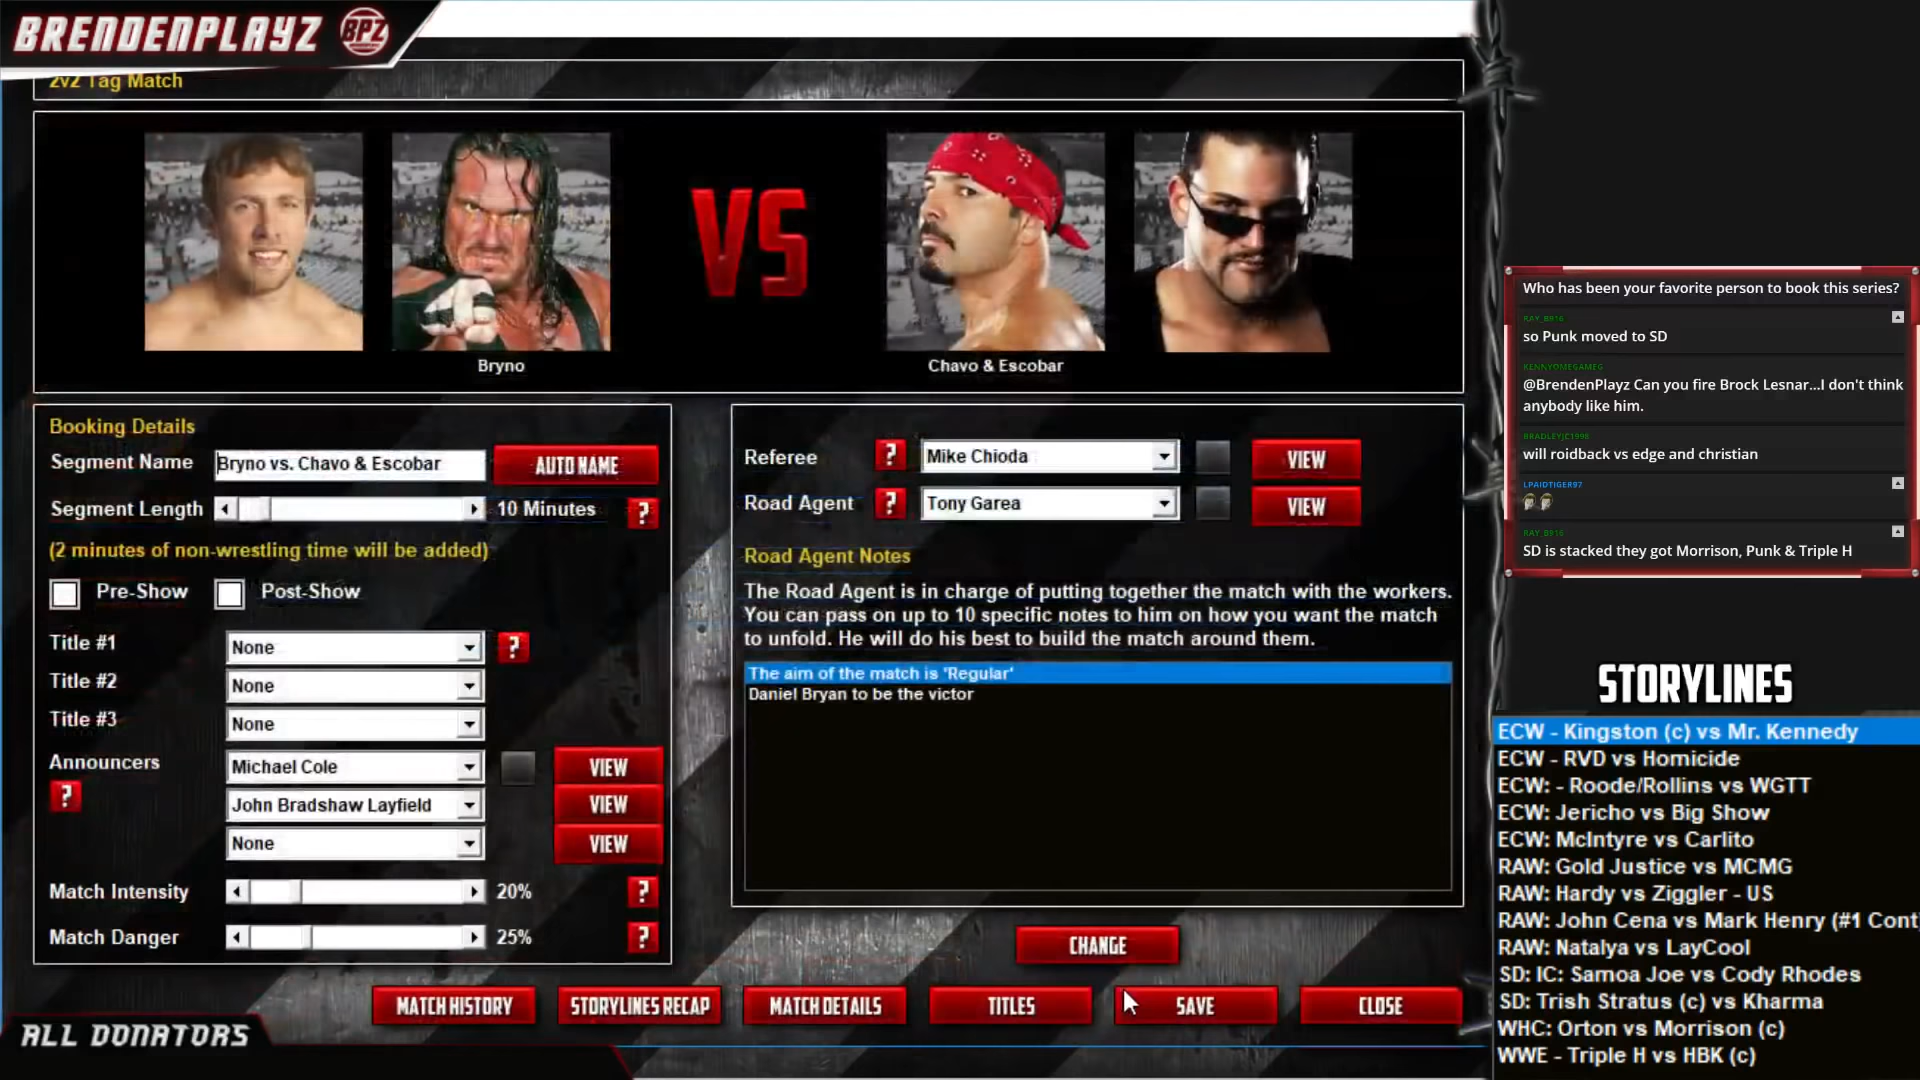 BRENDENPLAYZ
BPZ
2v2 Tag Match
VS
Bryno
Chavo & Escobar
Booking Details
Segment Name
Bryno vs. Chavo & Escobar
AUTO NAME
Segment Length
10 Minutes
?
(2 minutes of non-wrestling time will be added)
Pre-Show
Post-Show
Title #1
None
?
Title #2
None
Title #3
None
Announcers
Michael Cole
VIEW
?
John Bradshaw Layfield
VIEW
None
VIEW
Match Intensity
20%
?
Match Danger
25%
?
Referee
?
Mike Chioda
VIEW
Road Agent
?
Tony Garea
VIEW
Road Agent Notes
The Road Agent is in charge of putting together the match with the workers.
You can pass on up to 10 specific notes to him on how you want the match
to unfold. He will do his best to build the match around them.
The aim of the match is 'Regular'
Daniel Bryan to be the victor
CHANGE
MATCH HISTORY
STORYLINES RECAP
MATCH DETAILS
TITLES
SAVE
CLOSE
ALL DONATORS
Who has been your favorite person to book this series?
RAY_B916
so Punk moved to SD
KENNYOMEGAMEG
@BrendenPlayz Can you fire Brock Lesnar...I don't think
anybody like him.
BRADLEYJC1998
will roidback vs edge and christian
LPAIDTIGER97
RAY_B916
SD is stacked they got Morrison, Punk & Triple H
STORYLINES
ECW - Kingston (c) vs Mr. Kennedy
ECW - RVD vs Homicide
ECW: - Roode/Rollins vs WGTT
ECW: Jericho vs Big Show
ECW: McIntyre vs Carlito
RAW: Gold Justice vs MCMG
RAW: Hardy vs Ziggler - US
RAW: John Cena vs Mark Henry (#1 Cont
RAW: Natalya vs LayCool
SD: IC: Samoa Joe vs Cody Rhodes
SD: Trish Stratus (c) vs Kharma
WHC: Orton vs Morrison (c)
WWE - Triple H vs HBK (c)